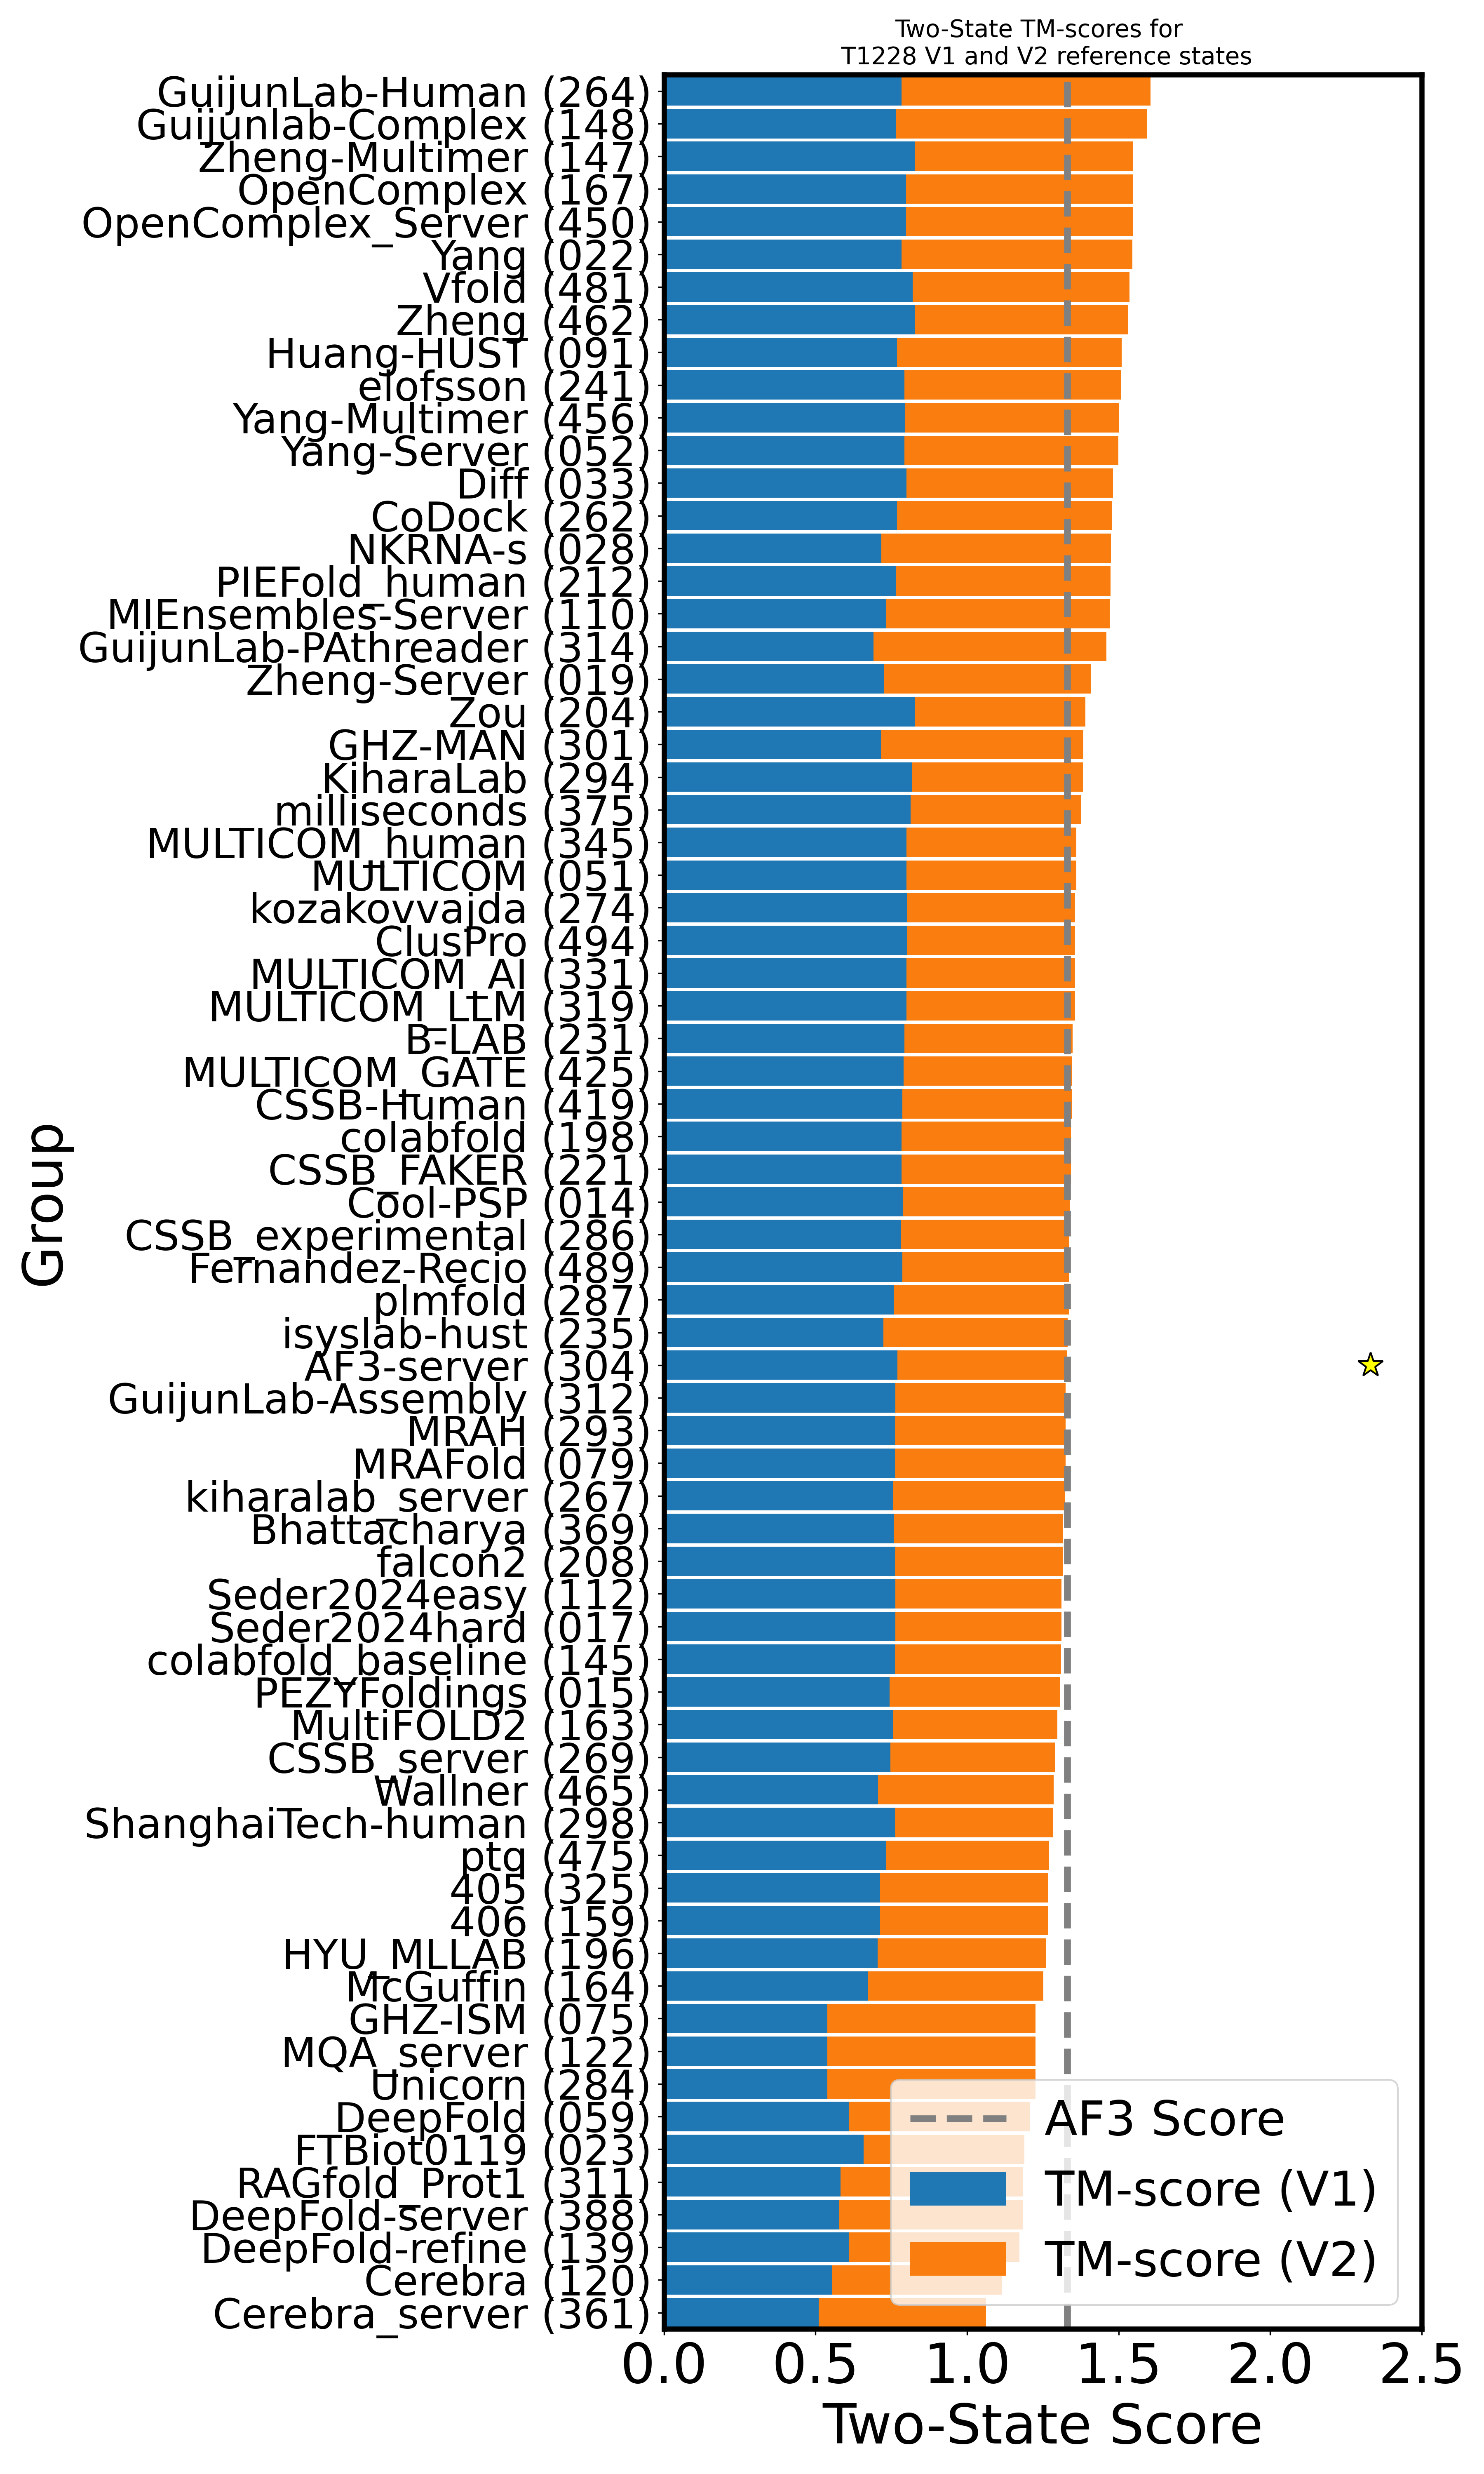 Two-State TM-scores for
T1228 V1 and V2 reference states
GuijunLab-Human (264)
Guijunlab-Complex (148)
Zheng-Multimer (147)
OpenComplex (167)
OpenComplex_Server (450)
Yang (022)
Vfold (481)
Zheng (462)
Huang-HUST (091)
elofsson (241)
Yang-Multimer (456)
Yang-Server (052)
Diff (033)
CoDock (262)
NKRNA-s (028)
PIEFold_human (212)
MIEnsembles-Server (110)
GuijunLab-PAthreader (314)
Zheng-Server (019)
Zou (204)
GHZ-MAN (301)
KiharaLab (294)
milliseconds (375)
MULTICOM_human (345)
MULTICOM (051)
kozakovvajda (274)
ClusPro (494)
MULTICOM_AI (331)
MULTICOM_LLM (319)
B-LAB (231)
MULTICOM_GATE (425)
CSSB-Human (419)
colabfold (198)
CSSB_FAKER (221)
Cool-PSP (014)
CSSB_experimental (286)
Fernandez-Recio (489)
plmfold (287)
isyslab-hust (235)
AF3-server (304)
GuijunLab-Assembly (312)
MRAH (293)
MRAFold (079)
kiharalab_server (267)
Bhattacharya (369)
falcon2 (208)
Seder2024easy (112)
Seder2024hard (017)
colabfold_baseline (145)
PEZYFoldings (015)
MultiFOLD2 (163)
CSSB_server (269)
Wallner (465)
ShanghaiTech-human (298)
ptq (475)
405 (325)
406 (159)
HYU_MLLAB (196)
McGuffin (164)
GHZ-ISM (075)
MQA_server (122)
Unicorn (284)
DeepFold (059)
FTBiot0119 (023)
RAGfold_Prot1 (311)
DeepFold-server (388)
DeepFold-refine (139)
Cerebra (120)
Cerebra_server (361)
Group
AF3 Score
TM-score (V1)
TM-score (V2)
0.0 0.5 1.0 1.5 2.0 2.5
Two-State Score